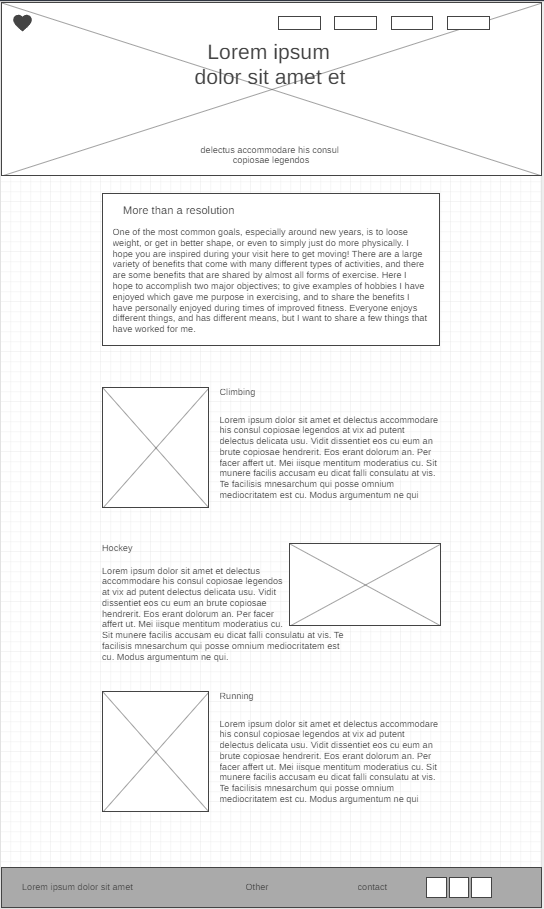 Lorem ipsum
dolor sit amet et
delectus accommodare his consul
copiosae legendos
More than a resolution
One of the most common goals, especially around new years, is to loose
weight, or get in better shape, or even to simply just do more physically. I
hope you are inspired during your visit here to get moving! There are a large
variety of benefits that come with many different types of activities, and there
are some benefits that are shared by almost all forms of exercise. Here I
hope to accomplish two major objectives; to give examples of hobbies I have
enjoyed which gave me purpose in exercising, and to share the benefits I
have personally enjoyed during times of improved fitness. Everyone enjoys
different things, and has different means, but I want to share a few things that
have worked for me.
Climbing
Lorem ipsum dolor sit amet et delectus accommodare
his consul copiosae legendos at vix ad putent
delectus delicata usu. Vidit dissentiet eos cu eum an
brute copiosae hendrerit. Eos erant dolorum an. Per
facer affert ut. Mei iisque mentitum moderatius cu. Sit
munere facilis accusam eu dicat falli consulatu at vis.
Te facilisis mnesarchum qui posse omnium
mediocritatem est cu. Modus argumentum ne qui
Hockey
Lorem ipsum dolor sit amet et delectus
accommodare his consul copiosae legendos
at vix ad putent delectus delicata usu. Vidit
dissentiet eos cu eum an brute copiosae
hendrerit. Eos erant dolorum an. Per facer
affert ut. Mei iisque mentitum moderatius cu.
Sit munere facilis accusam eu dicat falli consulatu at vis. Te
facilisis mnesarchum qui posse omnium mediocritatem est
cu. Modus argumentum ne qui.
Running
Lorem ipsum dolor sit amet et delectus accommodare
his consul copiosae legendos at vix ad putent
delectus delicata usu. Vidit dissentiet eos cu eum an
brute copiosae hendrerit. Eos erant dolorum an. Per
facer affert ut. Mei iisque mentitum moderatius cu. Sit
munere facilis accusam eu dicat falli consulatu at vis.
Te facilisis mnesarchum qui posse omnium
mediocritatem est cu. Modus argumentum ne qui
Lorem ipsum dolor sit amet
Other
contact